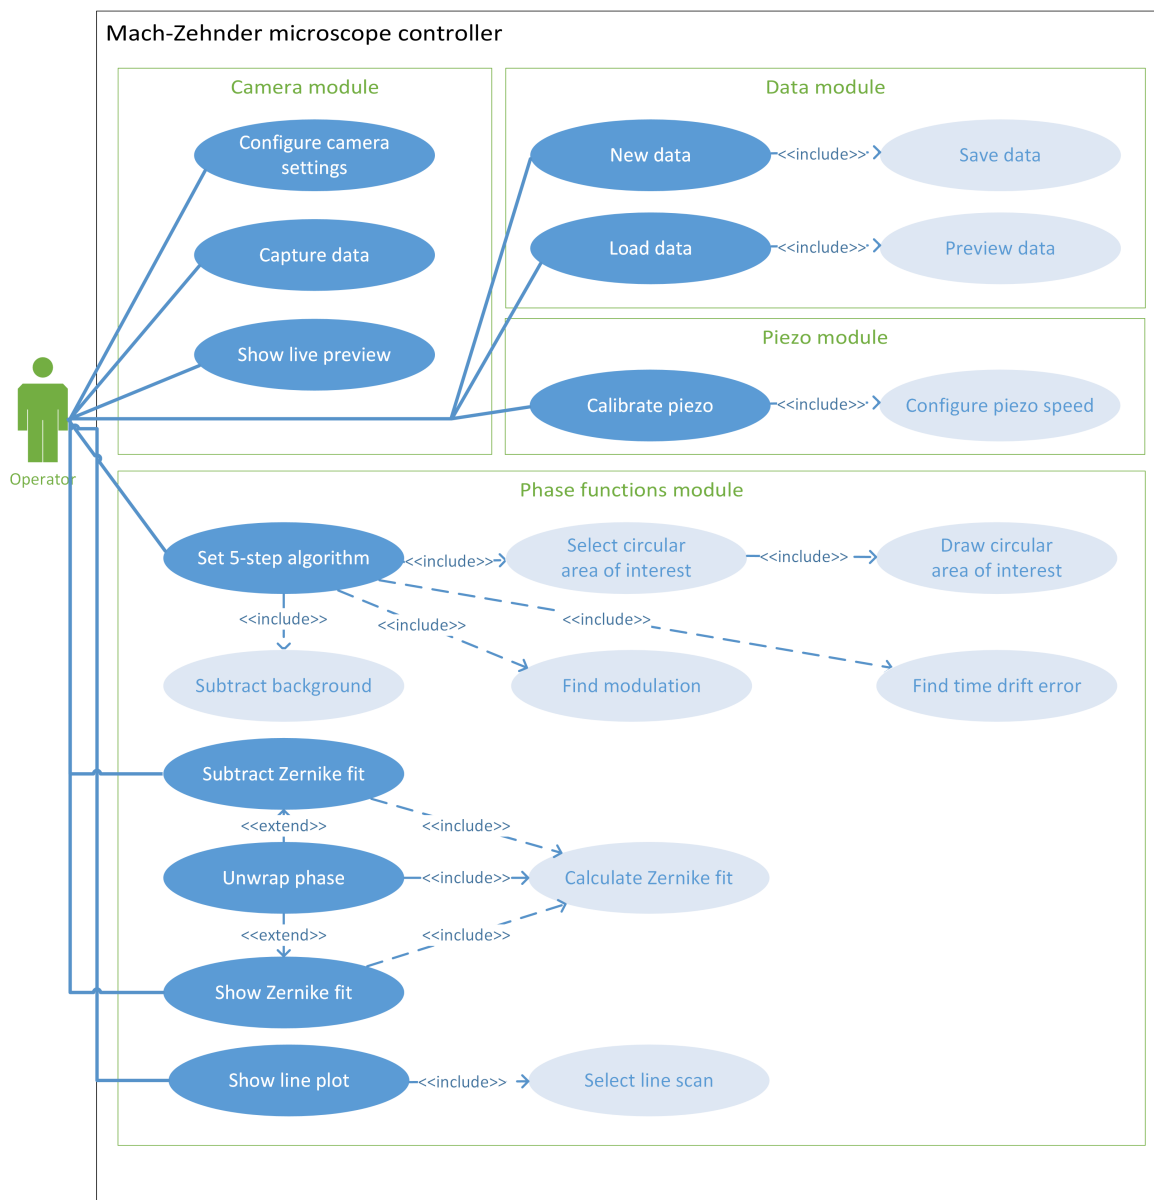 Mach-Zehnder microscope controller
Camera module
Configure camera
settings
Capture data
Show live preview
Data module
New data
<<include>>
Save data
Load data
<<include>>
Preview data
Piezo module
Calibrate piezo
<<include>>
Configure piezo speed
Operator
Phase functions module
Set 5-step algorithm
<<include>>
Select circular
area of interest
<<include>>
Draw circular
area of interest
<<include>>
<<include>>
<<include>>
Subtract background
Find modulation
Find time drift error
Subtract Zernike fit
<<extend>>
<<include>>
Unwrap phase
<<include>>
Calculate Zernike fit
<<extend>>
<<include>>
Show Zernike fit
Show line plot
<<include>>
Select line scan